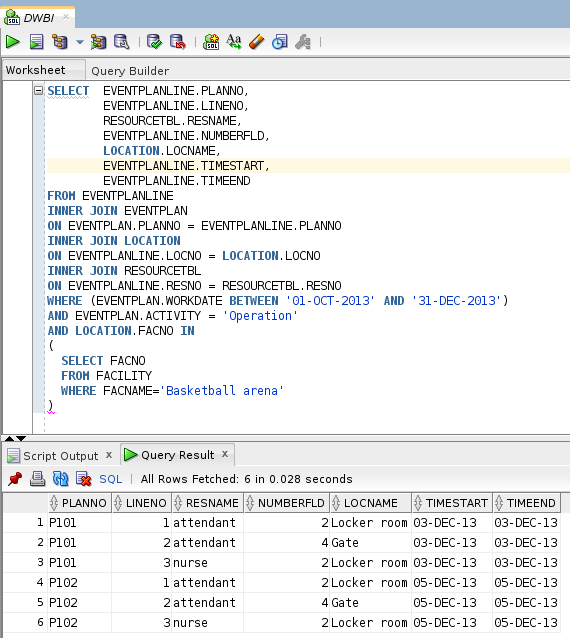 DWBI
Worksheet Query Builder
SELECT EVENTPLANLINE.PLANNO,
EVENTPLANLINE.LINENO,
RESOURCETBL.RESNAME,
EVENTPLANLINE.NUMBERFLD,
LOCATION.LOCNAME,
EVENTPLANLINE.TIMESTART,
EVENTPLANLINE.TIMEEND
FROM EVENTPLANLINE
INNER JOIN EVENTPLAN
ON EVENTPLAN.PLANNO = EVENTPLANLINE.PLANNO
INNER JOIN LOCATION
ON EVENTPLANLINE.LOCNO = LOCATION.LOCNO
INNER JOIN RESOURCETBL
ON EVENTPLANLINE.RESNO = RESOURCETBL.RESNO
WHERE (EVENTPLAN.WORKDATE BETWEEN '01-OCT-2013' AND '31-DEC-2013')
AND EVENTPLAN.ACTIVITY = 'Operation'
AND LOCATION.FACNO IN
(
SELECT FACNO
FROM FACILITY
WHERE FACNAME='Basketball arena'
)
Script Output x Query Result x
SQL | All Rows Fetched: 6 in 0.028 seconds
PLANNO LINENO RESNAME NUMBERFLD LOCNAME TIMESTART TIMEEND
1 P101 1 attendant 2 Locker room 03-DEC-13 03-DEC-13
2 P101 2 attendant 4 Gate 03-DEC-13 03-DEC-13
3 P101 3 nurse 2 Locker room 03-DEC-13 03-DEC-13
4 P102 1 attendant 2 Locker room 05-DEC-13 05-DEC-13
5 P102 2 attendant 4 Gate 05-DEC-13 05-DEC-13
6 P102 3 nurse 2 Locker room 05-DEC-13 05-DEC-13